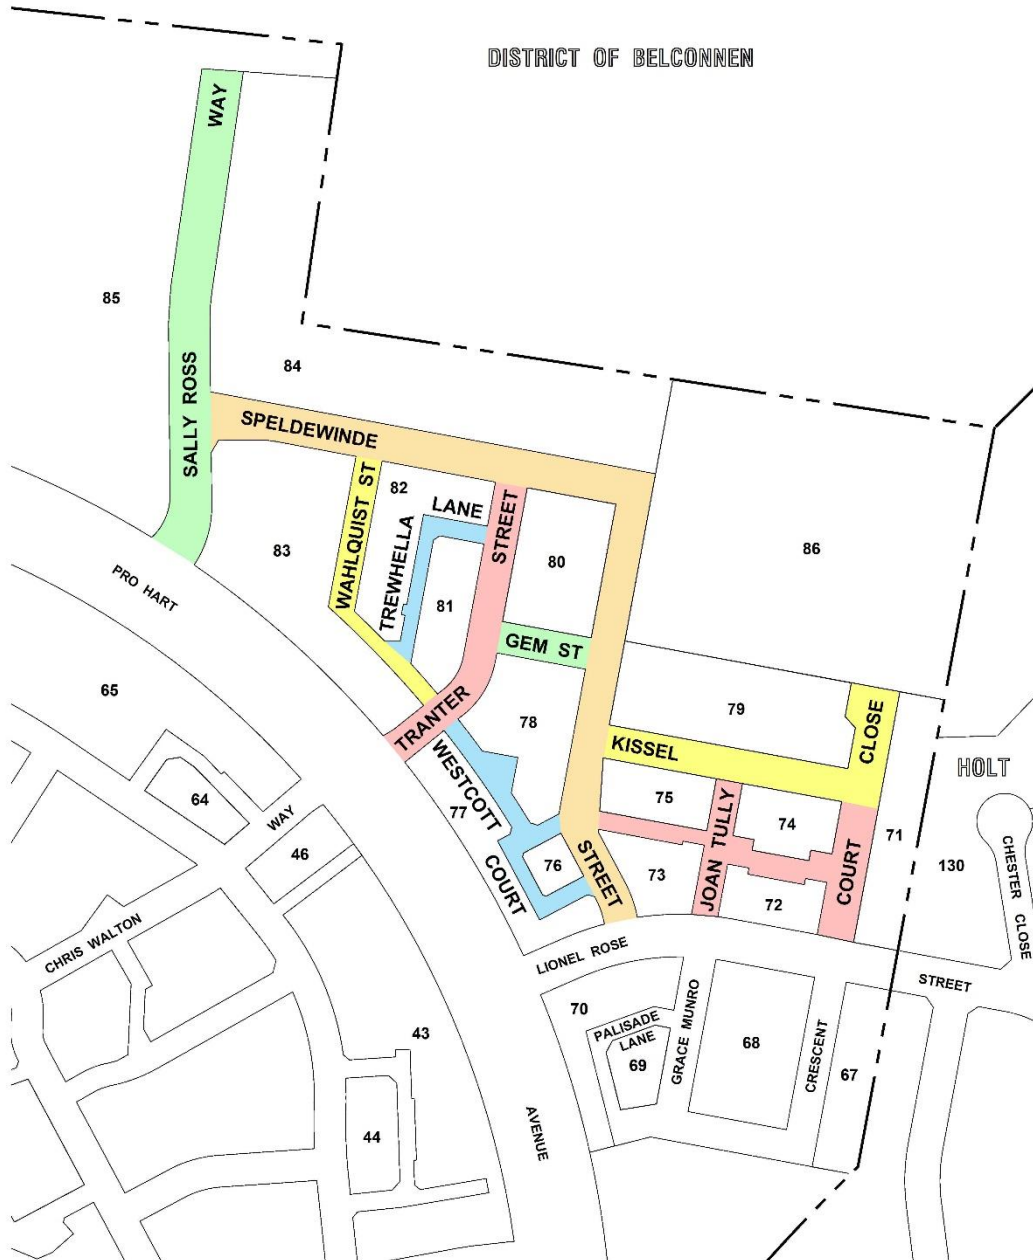 DISTRICT OF BELCONNEN
SALLY ROSS WAY
85
84
SPELDEWINDE STREET
82
WAHLQUIST ST
TREWHELLA LANE
83
TRANTER STREET
80
86
81
GEM ST
PRO HART AVENUE
65
78
79
KISSEL CLOSE
WESTCOTT COURT
HOLT
75
74
71
77
64
JOAN TULLY COURT
WAY
46
76
73
72
130
CHESTER CLOSE
CHRIS WALTON
LIONEL ROSE STREET
70
PALISADE LANE
GRACE MUNRO CRESCENT
68
69
67
43
44